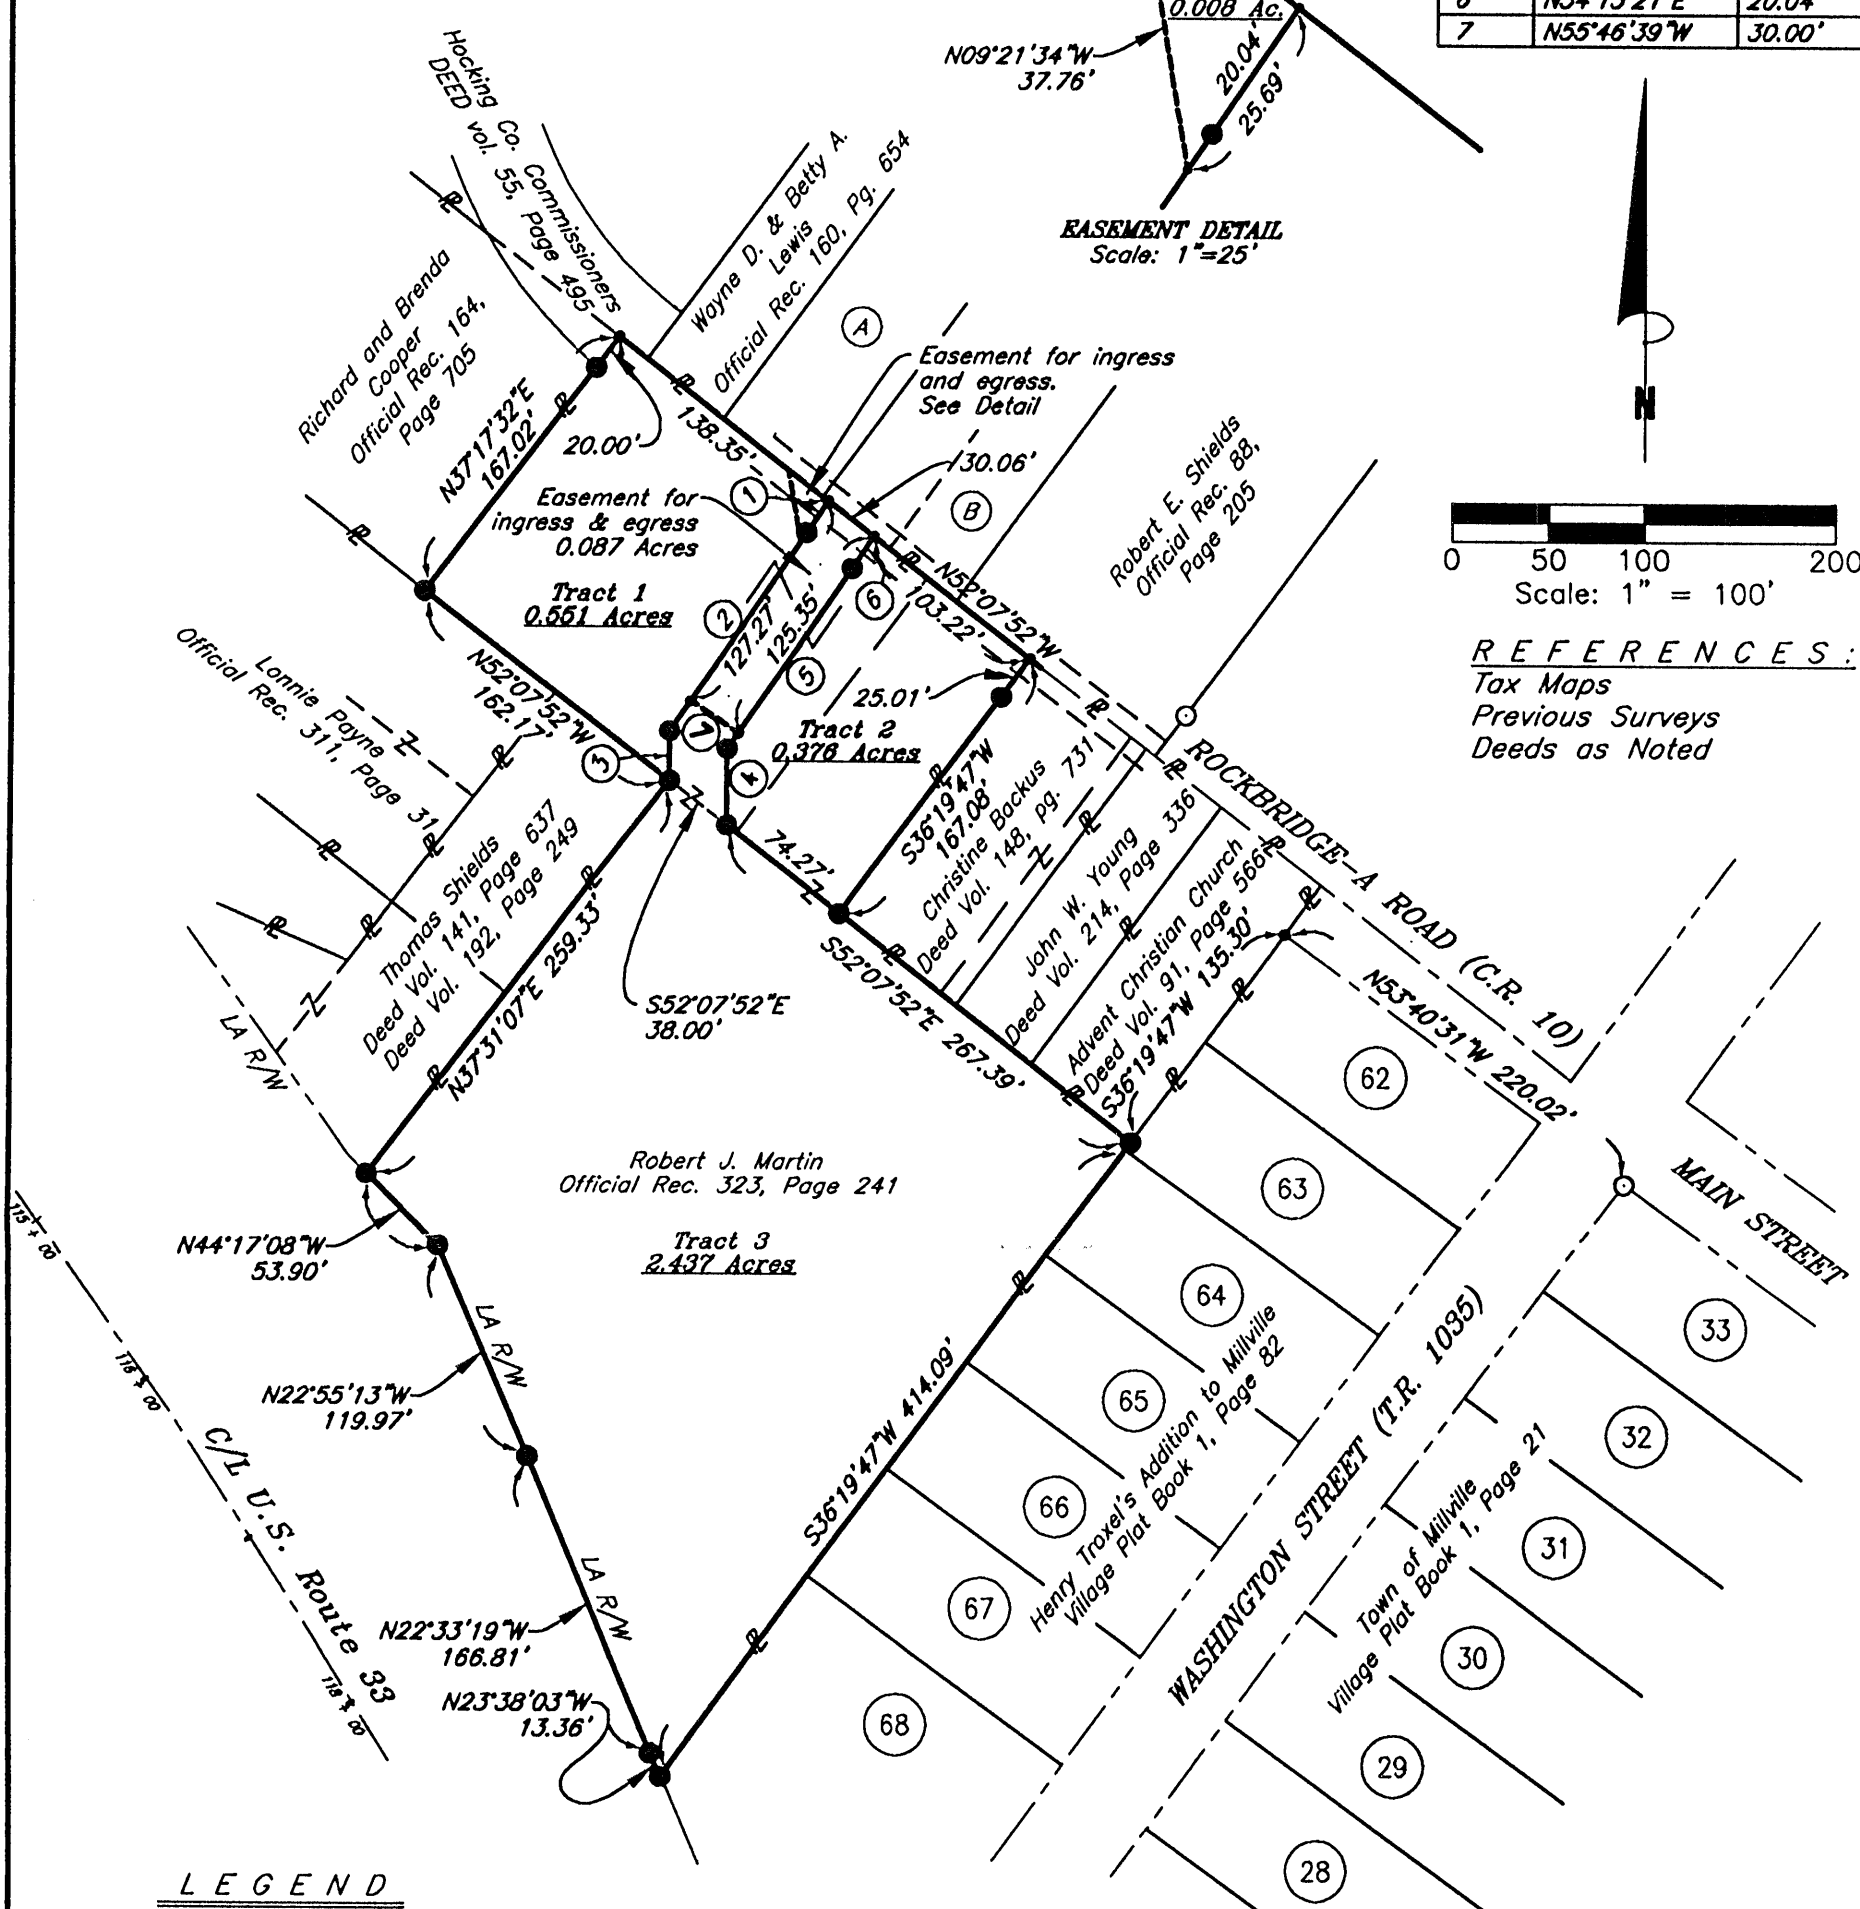 0.008 Ac.
6 N34°13'21"E 20.04'
7 N55°46'39"W 30.00'
N09°21'34"W
37.76'
20.04'
25.69'
EASEMENT DETAIL
Scale: 1"=25'
N
0 50 100 200
Scale: 1" = 100'
REFERENCES:
Tax Maps
Previous Surveys
Deeds as Noted
Hocking Co. Commissioners
DEED vol. 55, Page 495
Wayne D. & Betty A.
Lewis
Official Rec. 160, Pg. 654
Richard and Brenda
Cooper
Official Rec. 164,
Page 705
A
Easement for ingress
and egress.
See Detail
N37°17'32"E
167.02'
20.00'
138.35'
30.06'
B
Robert E. Shields
Official Rec. 88,
Page 205
1
Easement for
ingress & egress
0.087 Acres
Tract 1
0.551 Acres
2
127.27'
125.35'
5
6
103.22'
N52°07'52"W
25.01'
Tract 2
0.376 Acres
7
3
4
N52°07'52"W
162.17'
Lonnie Payne
Official Rec. 311, Page 31
Thomas Shields
Deed Vol. 141, Page 637
Deed Vol. 192, Page 249
74.27'
S36°19'47"W
167.08'
Christine Backus
Deed Vol. 148, pg. 731
John W. Young
Deed Vol. 214, Page 336
Advent Christian Church
Deed Vol. 91, Page 566
S36°19'47"W 135.30'
ROCKBRIDGE-A ROAD (C.R. 10)
N53°40'31"W 220.02'
S52°07'52"E 267.39'
S52°07'52"E
38.00'
N37°31'07"E 259.33'
LA R/W
62
63
64
65
66
67
68
MAIN STREET
Robert J. Martin
Official Rec. 323, Page 241
Tract 3
2.437 Acres
N44°17'08"W
53.90'
LA R/W
N22°55'13"W
119.97'
115+00
116+00
C/L U.S. Route 33
118+00
LA R/W
N22°33'19"W
166.81'
N23°38'03"W
13.36'
S36°19'47"W 414.09'
Henry Troxel's Addition to Millville
Village Plat Book 1, Page 82
WASHINGTON STREET (T.R. 1035)
Town of Millville
Village Plat Book 1, Page 21
33
32
31
30
29
28
LEGEND